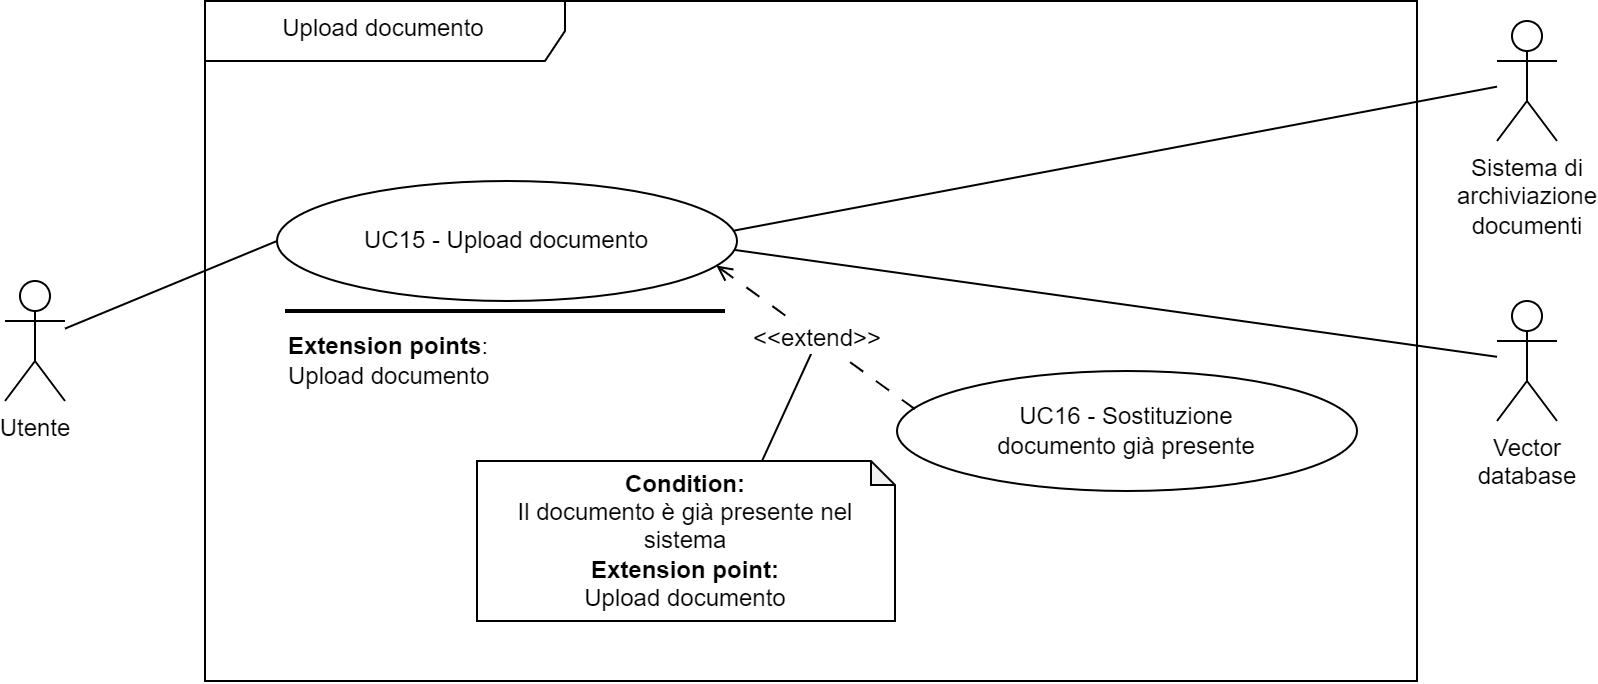 Upload documento
Sistema di
archiviazione
documenti
UC15 - Upload documento
Extension points:
Upload documento
<<extend>>
Utente
UC16 - Sostituzione
documento già presente
Vector
database
Condition:
Il documento è già presente nel
sistema
Extension point:
Upload documento